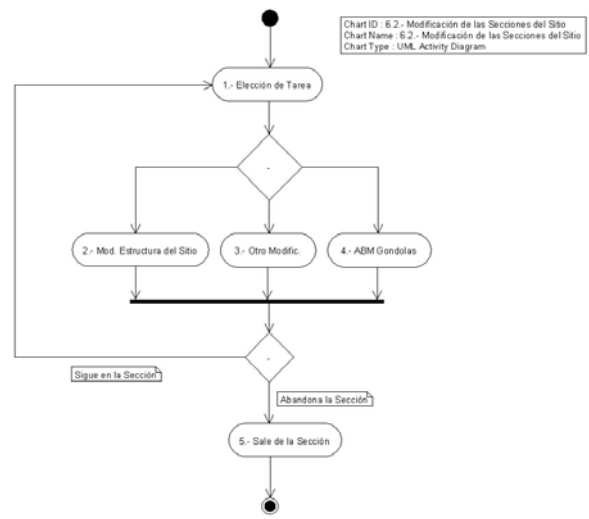 Chart ID : 6.2.- Modificación de las Secciones del Sitio
Chart Name : 6.2.- Modificación de las Secciones del Sitio
Chart Type : UML Activity Diagram
1.- Elección de Tarea
-
2.- Mod. Estructura del Sitio
3.- Otro Modific.
4.- ABM Gondolas
-
Sigue en la Sección
Abandona la Sección
5.- Sale de la Sección